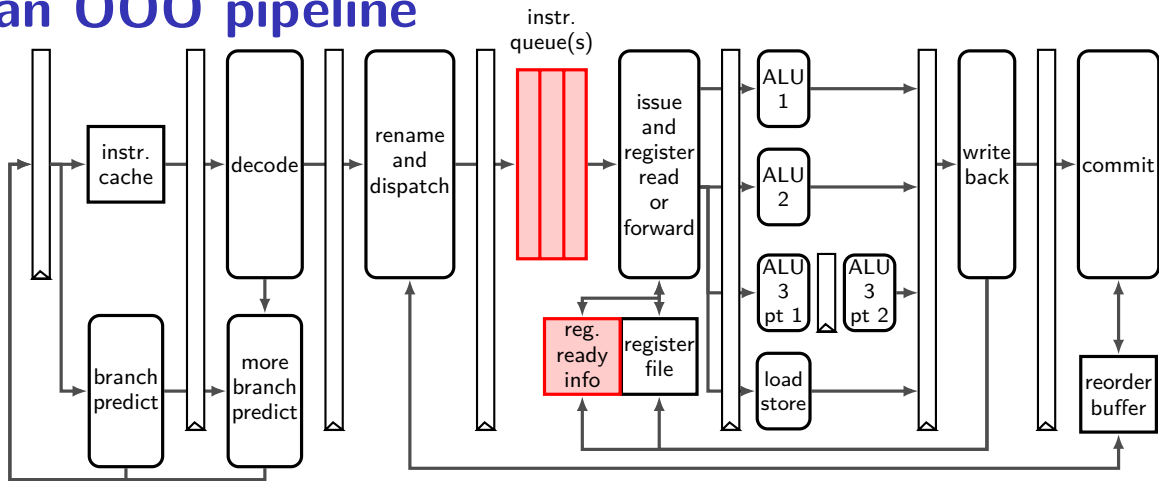 an OOO pipeline
instr.
queue(s)
instr.
cache
decode
rename
and
dispatch
issue
and
register
read
or
forward
ALU
1
ALU
2
ALU
3
pt 1
ALU
3
pt 2
load
store
write
back
commit
branch
predict
more
branch
predict
reg.
ready
info
register
file
reorder
buffer